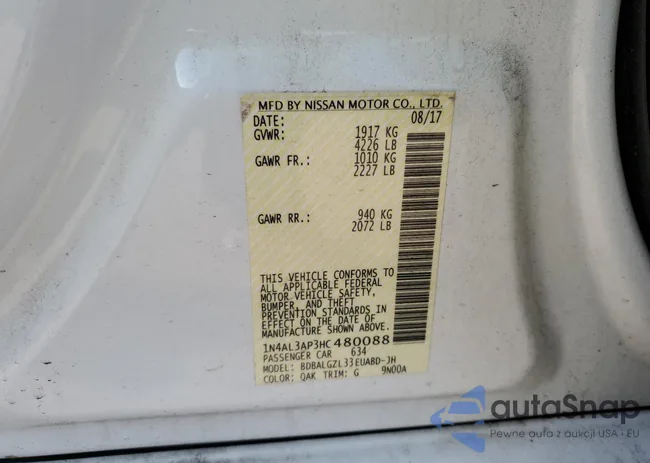 MFD BY NISSAN MOTOR CO., LTD.
DATE: 08/17
GVWR: 1917 KG
4226 LB
GAWR FR.: 1010 KG
2227 LB
GAWR RR.: 940 KG
2072 LB
THIS VEHICLE CONFORMS TO
ALL APPLICABLE FEDERAL
MOTOR VEHICLE SAFETY,
BUMPER, AND THEFT
PREVENTION STANDARDS IN
EFFECT ON THE DATE OF
MANUFACTURE SHOWN ABOVE.
1N4AL3AP3HC480088
PASSENGER CAR 634
MODEL: BDBALGZL33EUABD-JH
COLOR: QAK TRIM: G 9N00A
autaSnap
Pewne auta z aukcji USA i EU